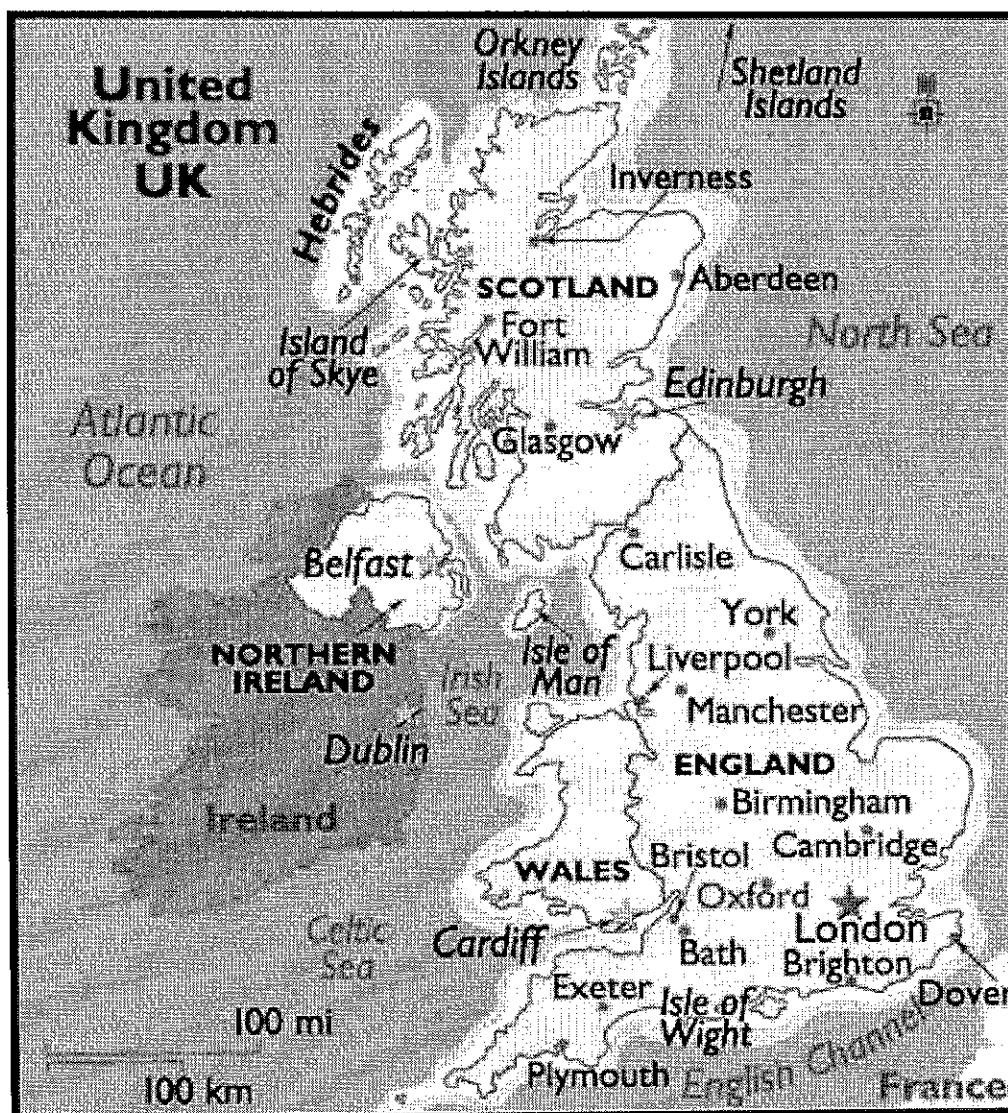 United
Kingdom
UK
Orkney
Islands
Shetland
Islands
Hebrides
Inverness
SCOTLAND
Aberdeen
Island
of Skye
Fort
William
North Sea
Edinburgh
Atlantic
Ocean
Glasgow
Belfast
Carlisle
NORTHERN
IRELAND
Irish
Sea
Isle of
Man
York
Liverpool
Manchester
Dublin
ENGLAND
Ireland
Birmingham
Cambridge
WALES
Bristol
Oxford
Celtic
Sea
Cardiff
Bath
London
Brighton
Dover
Exeter
Isle of
Wight
100 mi
100 km
Plymouth
English Channel
France